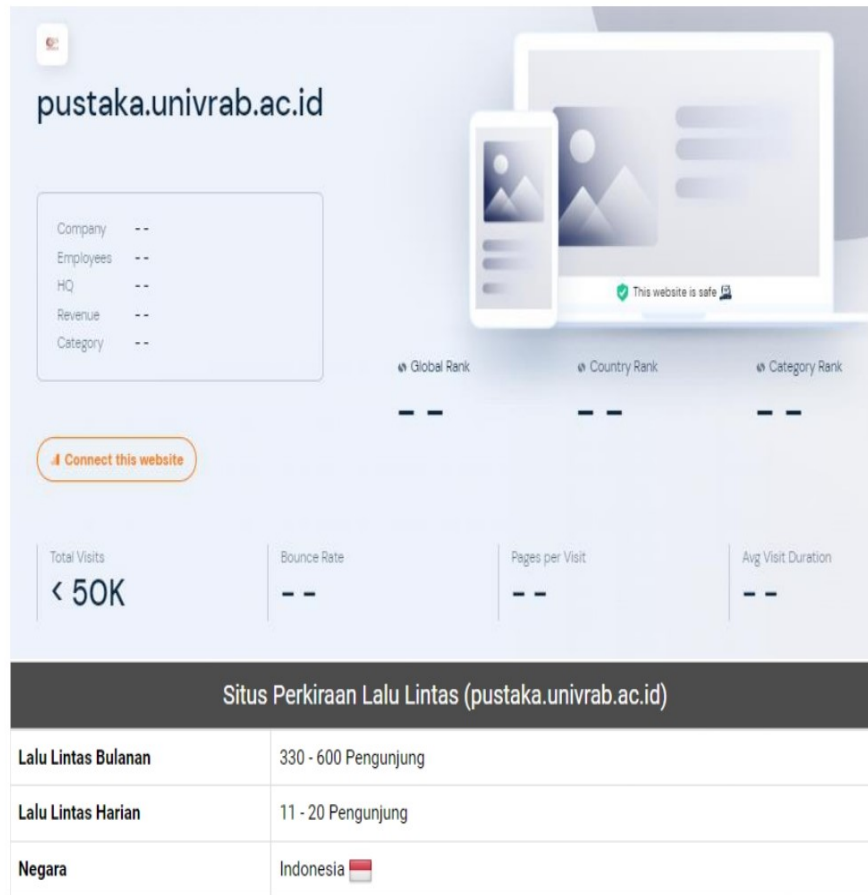 pustaka.univrab.ac.id
Company --
Employees --
HQ --
Revenue --
Category --
This website is safe
Global Rank Country Rank Category Rank
-- -- --
Connect this website
Total Visits Bounce Rate Pages per Visit Avg Visit Duration
< 50K -- -- --
Situs Perkiraan Lalu Lintas (pustaka.univrab.ac.id)
Lalu Lintas Bulanan 330 - 600 Pengunjung
Lalu Lintas Harian 11 - 20 Pengunjung
Negara Indonesia